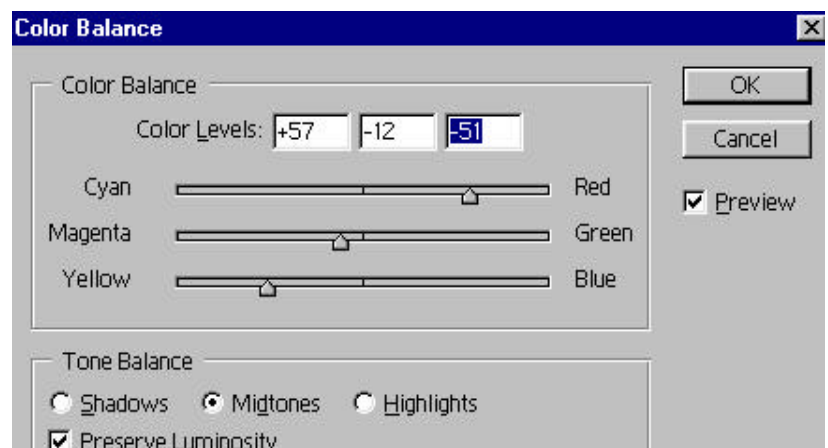 Color Balance
Color Balance
OK
Color Levels: +57 -12 -51
Cancel
Cyan Red
Preview
Magenta Green
Yellow Blue
Tone Balance
Shadows Midtones Highlights
Preserve Luminosity